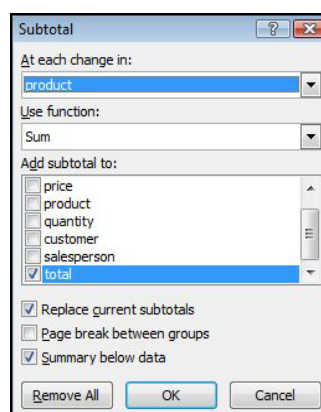 Subtotal
At each change in:
product
Use function:
Sum
Add subtotal to:
price
product
quantity
customer
salesperson
total
Replace current subtotals
Page break between groups
Summary below data
Remove All OK Cancel